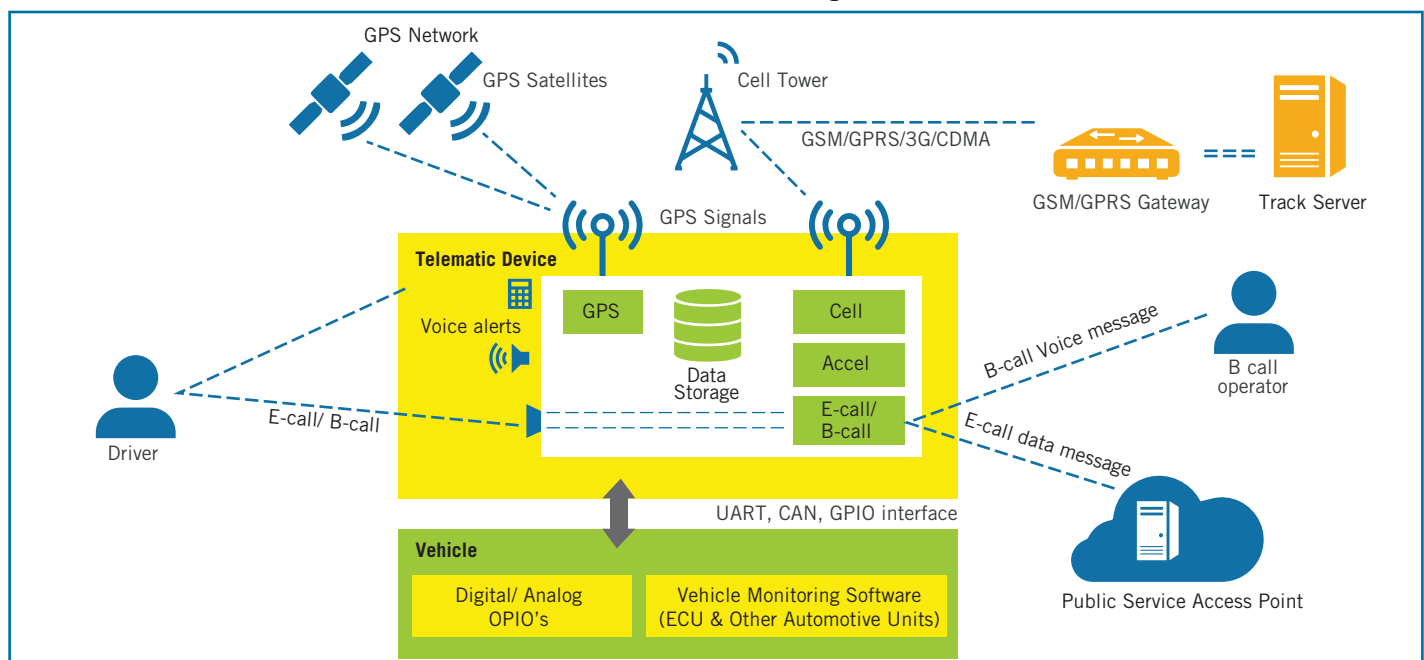 GPS Network
GPS Satellites
Cell Tower
GSM/GPRS/3G/CDMA
GSM/GPRS Gateway
Track Server
GPS Signals
Telematic Device
Voice alerts
GPS
Data
Storage
Cell
Accel
E-call/
B-call
Driver
E-call/ B-call
B-call Voice message
E-call data message
B call
operator
Public Service Access Point
UART, CAN, GPIO interface
Vehicle
Digital/ Analog
OPIO's
Vehicle Monitoring Software
(ECU & Other Automotive Units)